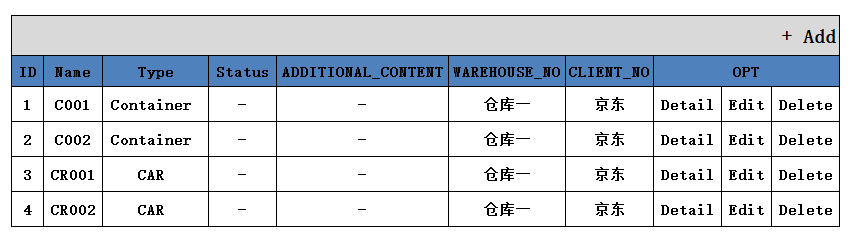 + Add
ID Name Type Status ADDITIONAL_CONTENT WAREHOUSE_NO CLIENT_NO OPT
1 C001 Container - - 仓库一 京东 Detail Edit Delete
2 C002 Container - - 仓库一 京东 Detail Edit Delete
3 CR001 CAR - - 仓库一 京东 Detail Edit Delete
4 CR002 CAR - - 仓库一 京东 Detail Edit Delete